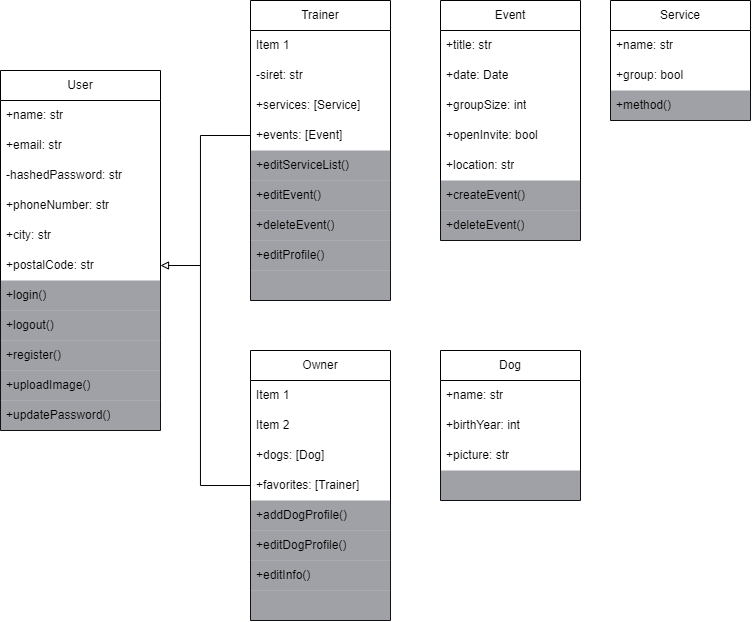 User
+name: str
+email: str
-hashedPassword: str
+phoneNumber: str
+city: str
+postalCode: str
+login()
+logout()
+register()
+uploadImage()
+updatePassword()
Trainer
Item 1
-siret: str
+services: [Service]
+events: [Event]
+editServiceList()
+editEvent()
+deleteEvent()
+editProfile()
Event
+title: str
+date: Date
+groupSize: int
+openInvite: bool
+location: str
+createEvent()
+deleteEvent()
Service
+name: str
+group: bool
+method()
Owner
Item 1
Item 2
+dogs: [Dog]
+favorites: [Trainer]
+addDogProfile()
+editDogProfile()
+editInfo()
Dog
+name: str
+birthYear: int
+picture: str